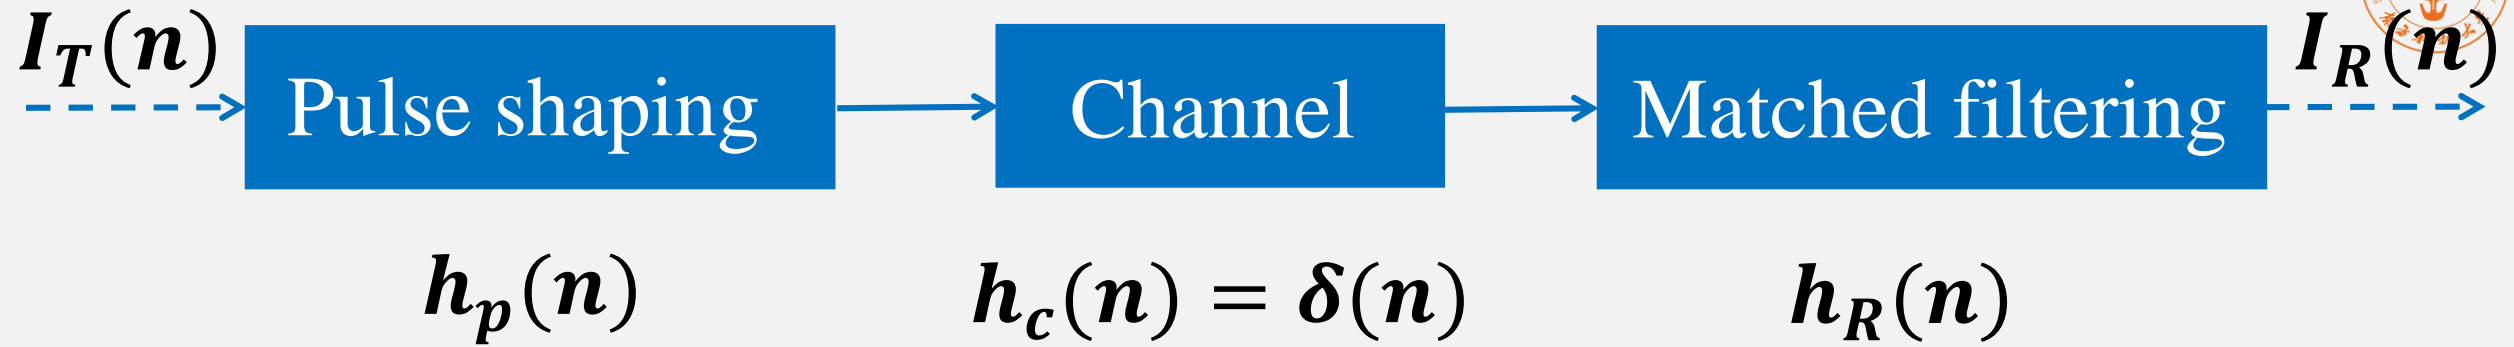 I_T(n)
Pulse shaping
Channel
Matched filtering
I_R(n)
h_p(n)
h_c(n) = δ(n)
h_R(n)